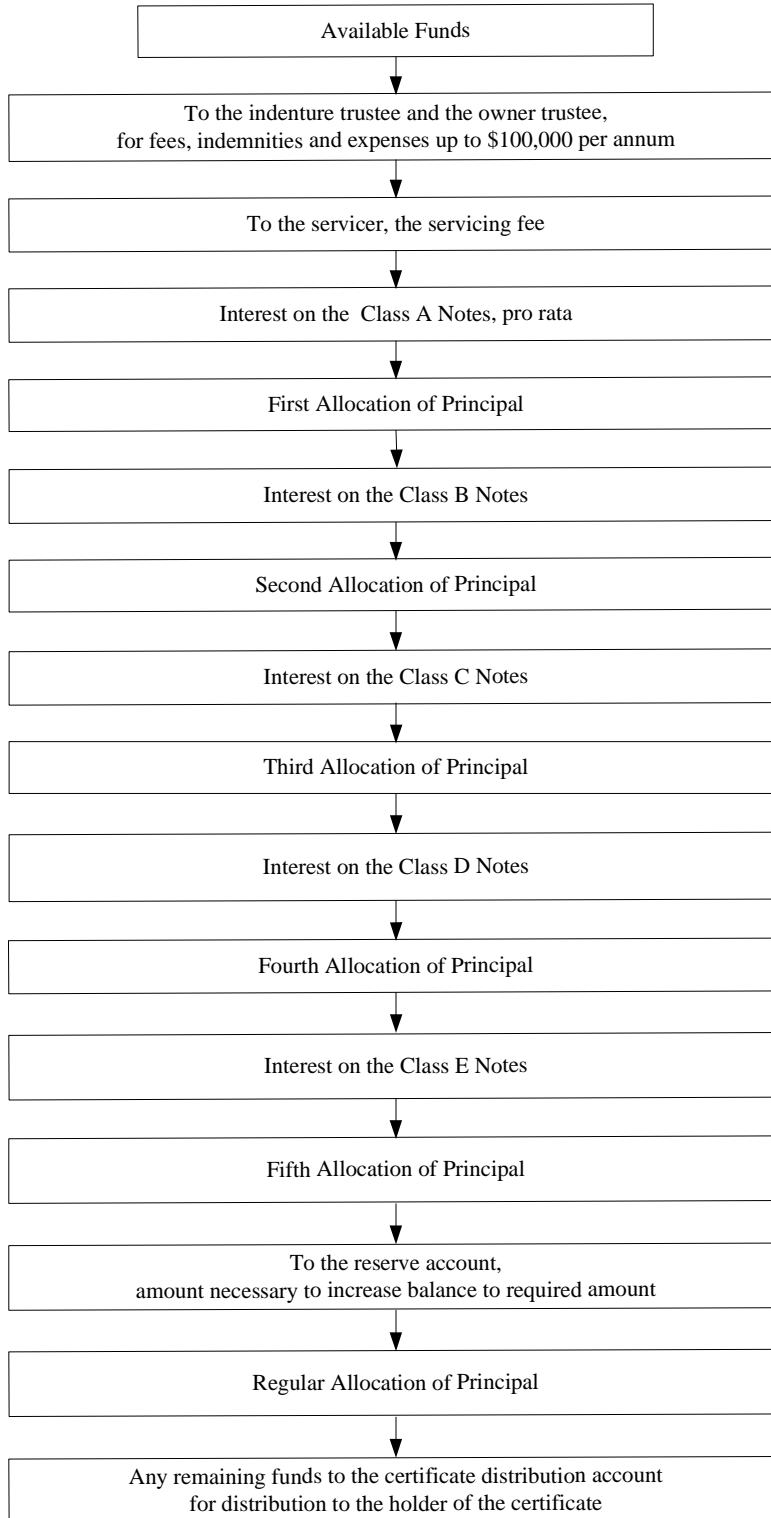 Available Funds
To the indenture trustee and the owner trustee,
for fees, indemnities and expenses up to $100,000 per annum
To the servicer, the servicing fee
Interest on the Class A Notes, pro rata
First Allocation of Principal
Interest on the Class B Notes
Second Allocation of Principal
Interest on the Class C Notes
Third Allocation of Principal
Interest on the Class D Notes
Fourth Allocation of Principal
Interest on the Class E Notes
Fifth Allocation of Principal
To the reserve account,
amount necessary to increase balance to required amount
Regular Allocation of Principal
Any remaining funds to the certificate distribution account
for distribution to the holder of the certificate